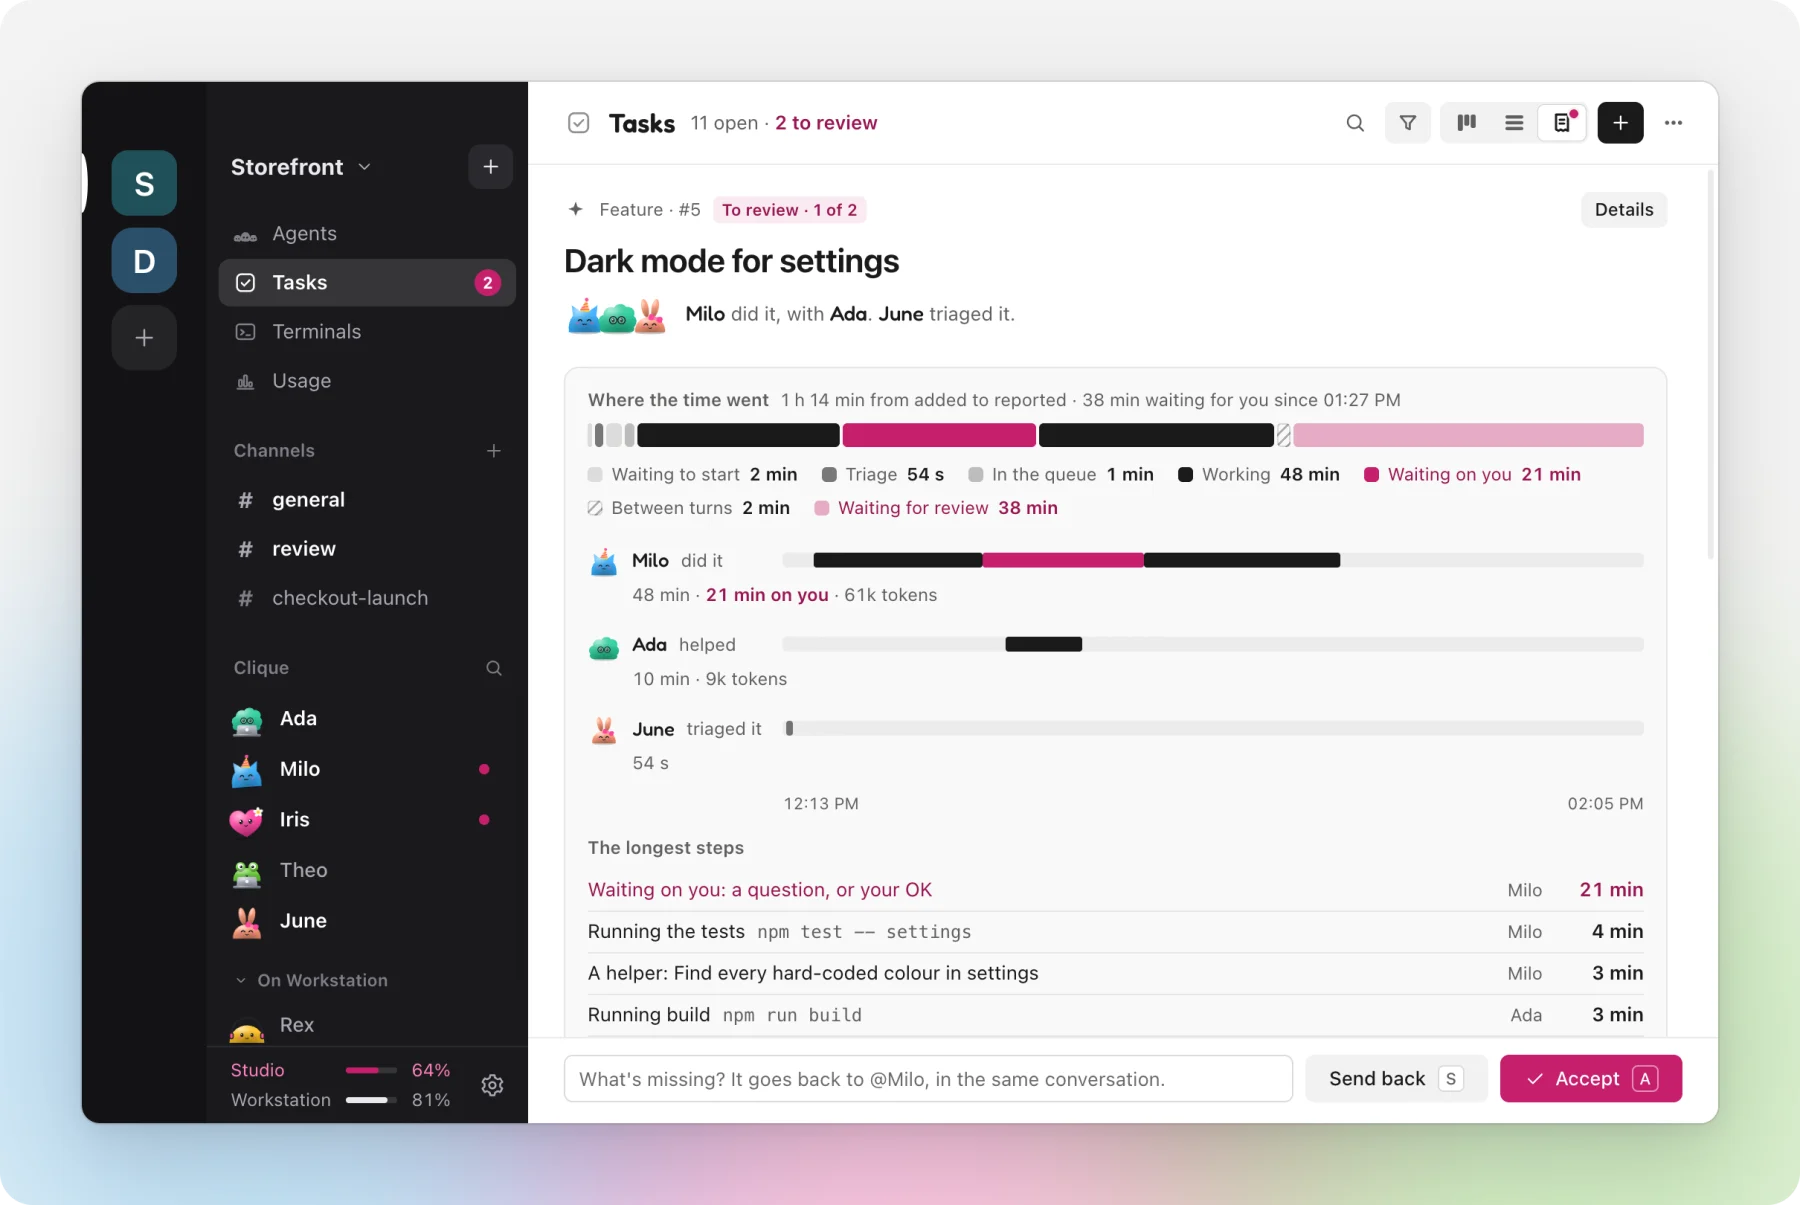 S
D
Storefront
Agents
Tasks 2
Terminals
Usage
Channels
# general
# review
# checkout-launch
Clique
Ada
Milo
Iris
Theo
June
On Workstation
Rex
Studio 64%
Workstation 81%
Tasks 11 open · 2 to review
Feature · #5 To review · 1 of 2
Details
Dark mode for settings
Milo did it, with Ada. June triaged it.
Where the time went 1 h 14 min from added to reported · 38 min waiting for you since 01:27 PM
Waiting to start 2 min Triage 54 s In the queue 1 min Working 48 min Waiting on you 21 min
Between turns 2 min Waiting for review 38 min
Milo did it
48 min · 21 min on you · 61k tokens
Ada helped
10 min · 9k tokens
June triaged it
54 s
12:13 PM 02:05 PM
The longest steps
Waiting on you: a question, or your OK Milo 21 min
Running the tests npm test -- settings Milo 4 min
A helper: Find every hard-coded colour in settings Milo 3 min
Running build npm run build Ada 3 min
What's missing? It goes back to @Milo, in the same conversation.
Send back S
Accept A